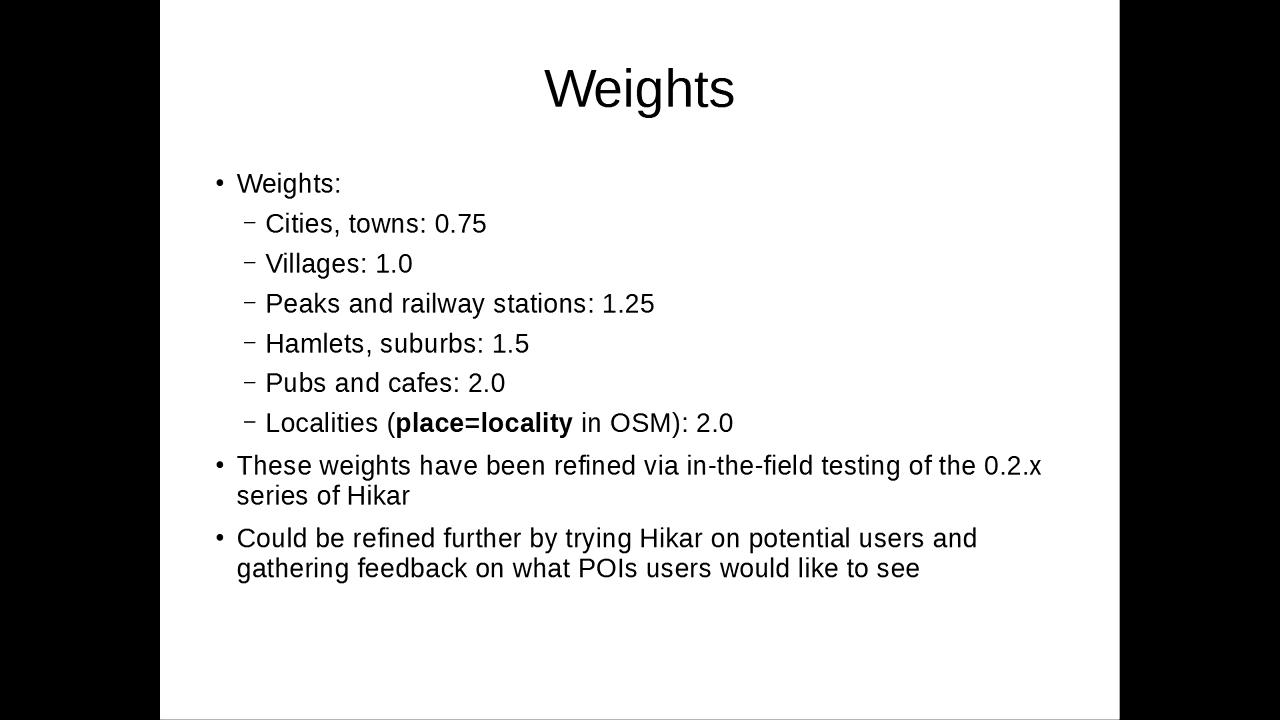 Weights
• Weights:
– Cities, towns: 0.75
– Villages: 1.0
– Peaks and railway stations: 1.25
– Hamlets, suburbs: 1.5
– Pubs and cafes: 2.0
– Localities (place=locality in OSM): 2.0
• These weights have been refined via in-the-field testing of the 0.2.x
series of Hikar
• Could be refined further by trying Hikar on potential users and
gathering feedback on what POIs users would like to see